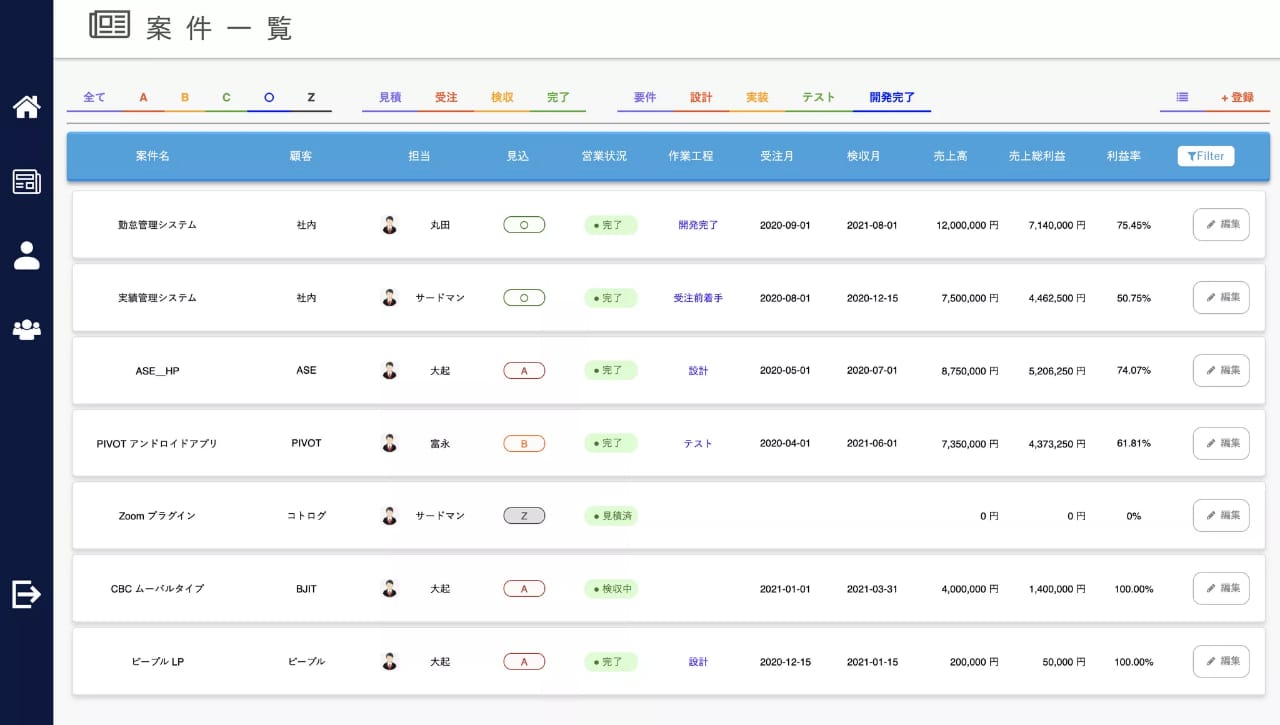 案件一覧
全て A B C O Z 見積 受注 検収 完了 要件 設計 実装 テスト 開発完了 +登録
案件名 顧客 担当 見込 営業状況 作業工程 受注月 検収月 売上高 売上総利益 利益率 Filter
勤怠管理システム 社内 丸田 O 完了 開発完了 2020-09-01 2021-08-01 12,000,000 円 7,140,000 円 75.45% 編集
実績管理システム 社内 サードマン O 完了 受注前着手 2020-08-01 2020-12-15 7,500,000 円 4,462,500 円 50.75% 編集
ASE__HP ASE 大起 A 完了 設計 2020-05-01 2020-07-01 8,750,000 円 5,206,250 円 74.07% 編集
PIVOT アンドロイドアプリ PIVOT 富永 B 完了 テスト 2020-04-01 2021-06-01 7,350,000 円 4,373,250 円 61.81% 編集
Zoom プラグイン コトログ サードマン Z 見積済 0 円 0 円 0% 編集
CBC ムーバルタイプ BJIT 大起 A 検収中 2021-01-01 2021-03-31 4,000,000 円 1,400,000 円 100.00% 編集
ピープル LP ピープル 大起 A 完了 設計 2020-12-15 2021-01-15 200,000 円 50,000 円 100.00% 編集